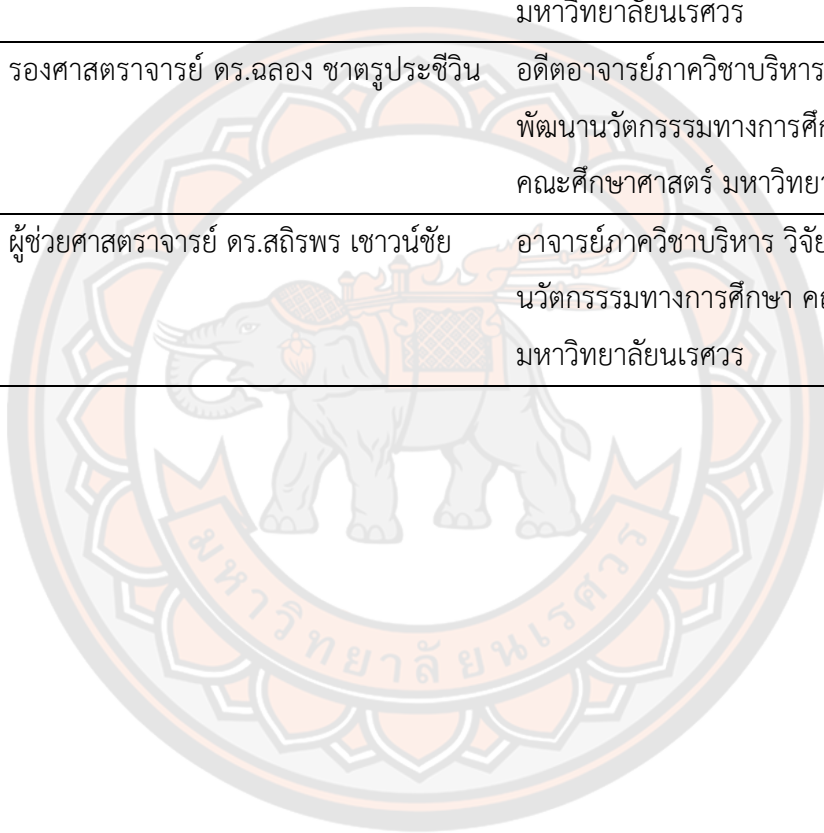 มหาวิทยาลัยนเรศวร
รองศาสตราจารย์ ดร.ฉลอง ชาตรูประชีวิน อดีตอาจารย์ภาควิชาบริหาร
พัฒนานวัตกรรรมทางการศึก
คณะศึกษาศาสตร์ มหาวิทยา
ผู้ช่วยศาสตราจารย์ ดร.สถิรพร เชาวน์ชัย อาจารย์ภาควิชาบริหาร วิจัย
นวัตกรรรมทางการศึกษา คณ
มหาวิทยาลัยนเรศวร
มหาวิทยาลัยนเรศวร